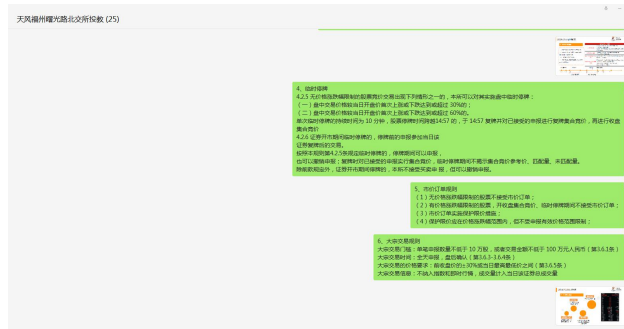 天风福州曙光路北交所投教 (25)
4、临时停牌
4.2.5 无价格涨跌幅限制的股票竞价交易出现下列情形之一的，本所可以对其实施盘中临时停牌：
（一）盘中交易价格较当日开盘价首次上涨或下跌达到或超过 30%的；
（二）盘中交易价格较当日开盘价首次上涨或下跌达到或超过 60%的。
单次临时停牌的持续时间为 10 分钟，股票停牌时间跨越14:57 的，于 14:57 复牌并对已接受的申报进行复牌集合竞价，再进行收盘
集合竞价
4.2.6 证券开市期间临时停牌的，停牌前的申报参加当日该
证券复牌后的交易。
按照本规则第4.2.5条规定临时停牌的，停牌期间可以申报，
也可以撤销申报；复牌时对已接受的申报实行集合竞价，临时停牌期间不揭示集合竞价参考价、匹配量、未匹配量。
除前款规定外，证券开市期间停牌的，本所不接受买卖申 报，但可以撤销申报。
5、市价订单规则
（1）无价格涨跌幅限制的股票不接受市价订单；
（2）有价格涨跌幅限制的股票，开收盘集合竞价、临时停牌期间不接受市价订单；
（3）市价订单实施保护限价措施；
（4）保护限价应在价格涨跌幅范围内，但不受申报有效价格范围限制；
6、大宗交易规则
大宗交易门槛：单笔申报数量不低于 10 万股，或者交易金额不低于 100 万元人民币（第3.6.1条）
大宗交易时间：全天申报，盘后确认（第3.6.3-3.6.4条）
大宗交易的价格要求：前收盘价的±30%或当日最高最低价之间（第3.6.5条）
大宗交易信息：不纳入指数和即时行情，成交量计入当日该证券总成交量